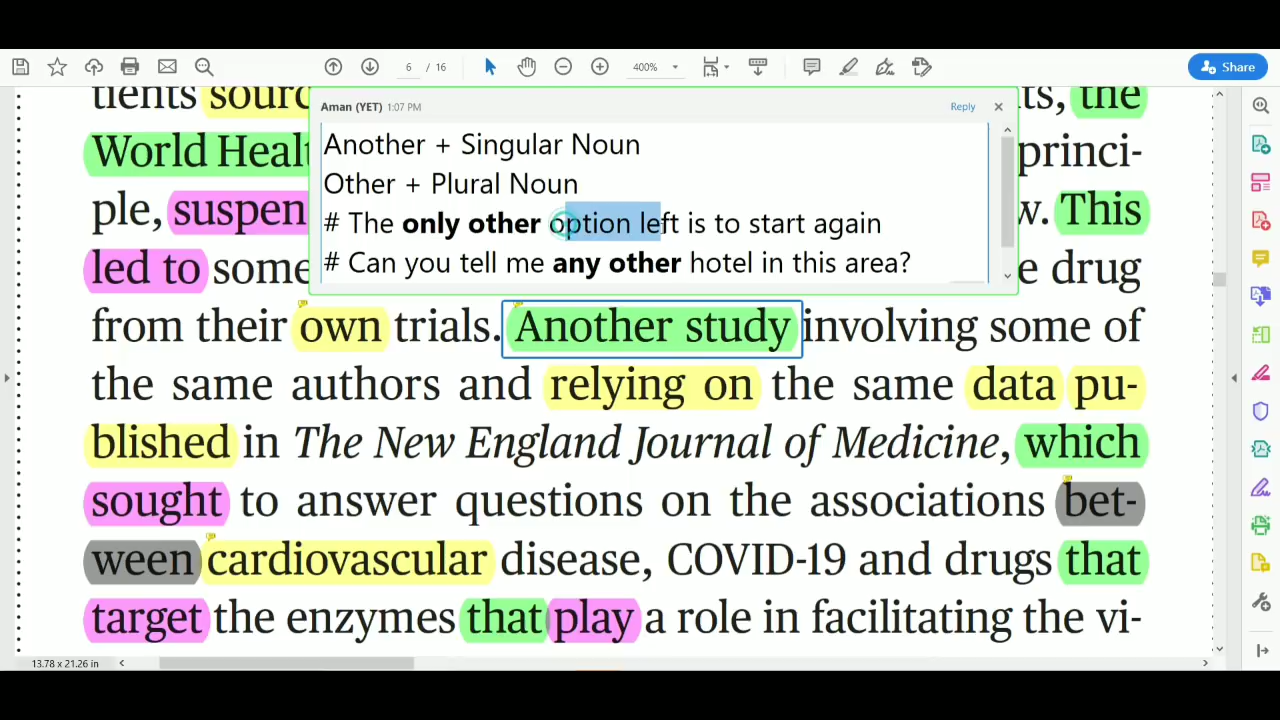 6 / 16
400%
Share
tients
Aman (YET) 1:07 PM
Reply
ts, the
Another + Singular Noun
World Heal princi-
Other + Plural Noun
ple, suspen w. This
# The only other option left is to start again
led to some e drug
# Can you tell me any other hotel in this area?
from their own trials. Another study involving some of
the same authors and relying on the same data pu-
blished in The New England Journal of Medicine, which
sought to answer questions on the associations bet-
ween cardiovascular disease, COVID-19 and drugs that
target the enzymes that play a role in facilitating the vi-
13.78 x 21.26 in